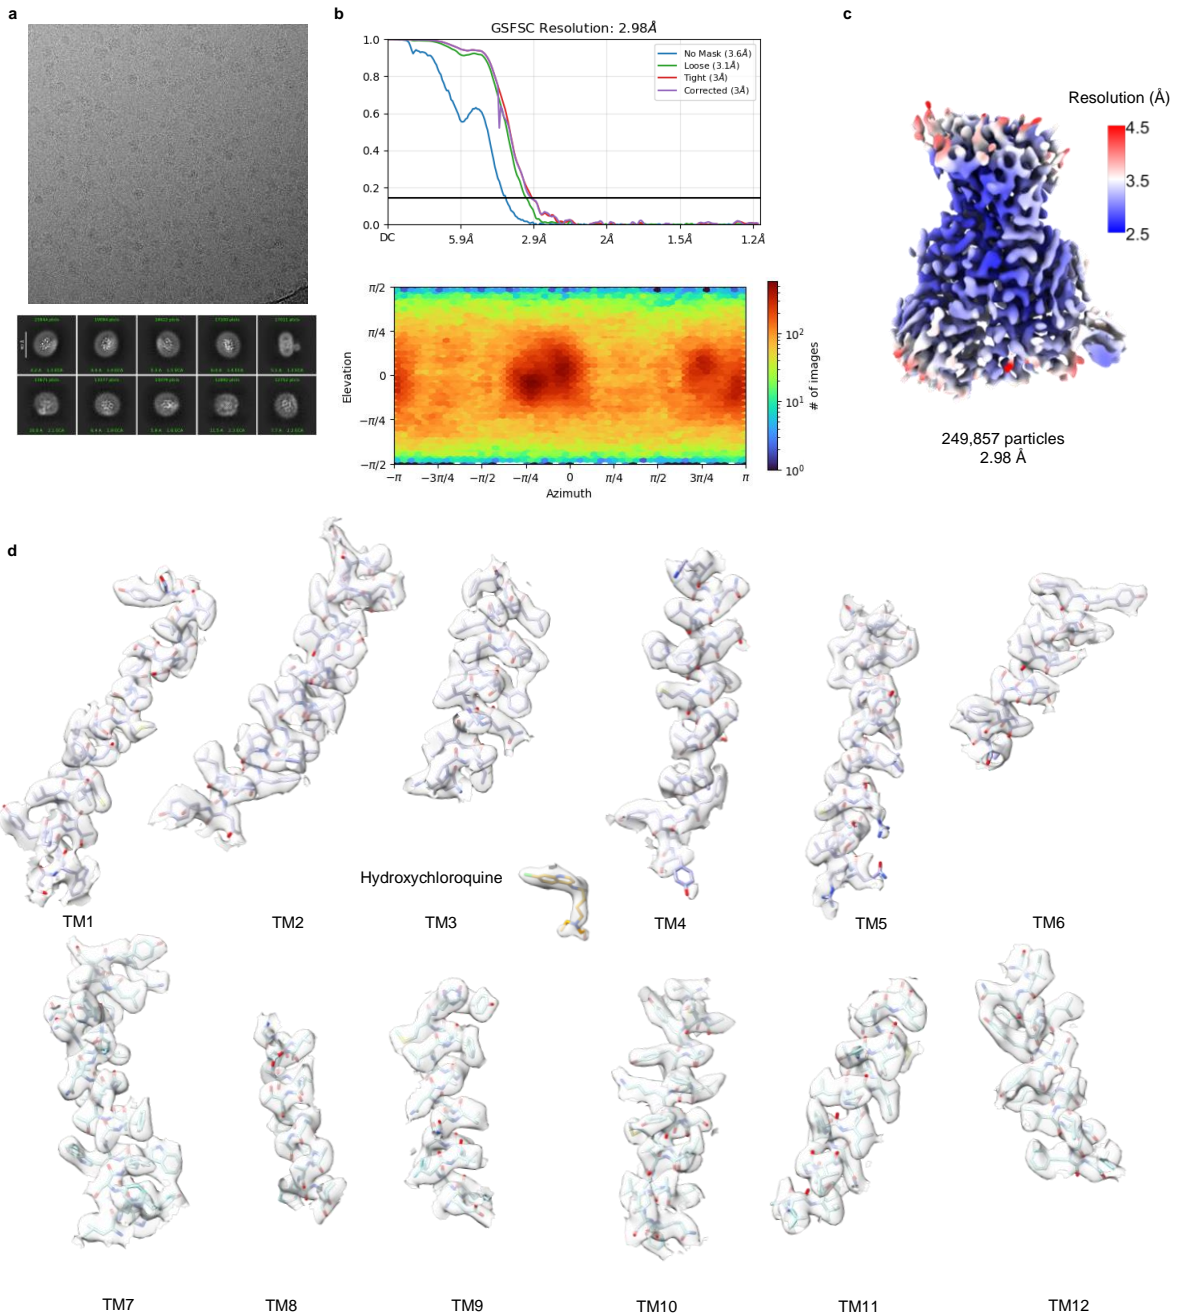 a
b
c
GSFSC Resolution: 2.98Å
1.0
0.8
0.6
0.4
0.2
0.0
No Mask (3.6Å)
Loose (3.1Å)
Tight (3Å)
Corrected (3Å)
DC
5.9Å
2.9Å
2Å
1.5Å
1.2Å
Resolution (Å)
4.5
3.5
2.5
249,857 particles
2.98 Å
π/2
π/4
0
−π/4
−π/2
Elevation
−π
−3π/4
−π/2
−π/4
0
π/4
π/2
3π/4
π
Azimuth
10²
10¹
10⁰
# of images
d
Hydroxychloroquine
TM1
TM2
TM3
TM4
TM5
TM6
TM7
TM8
TM9
TM10
TM11
TM12